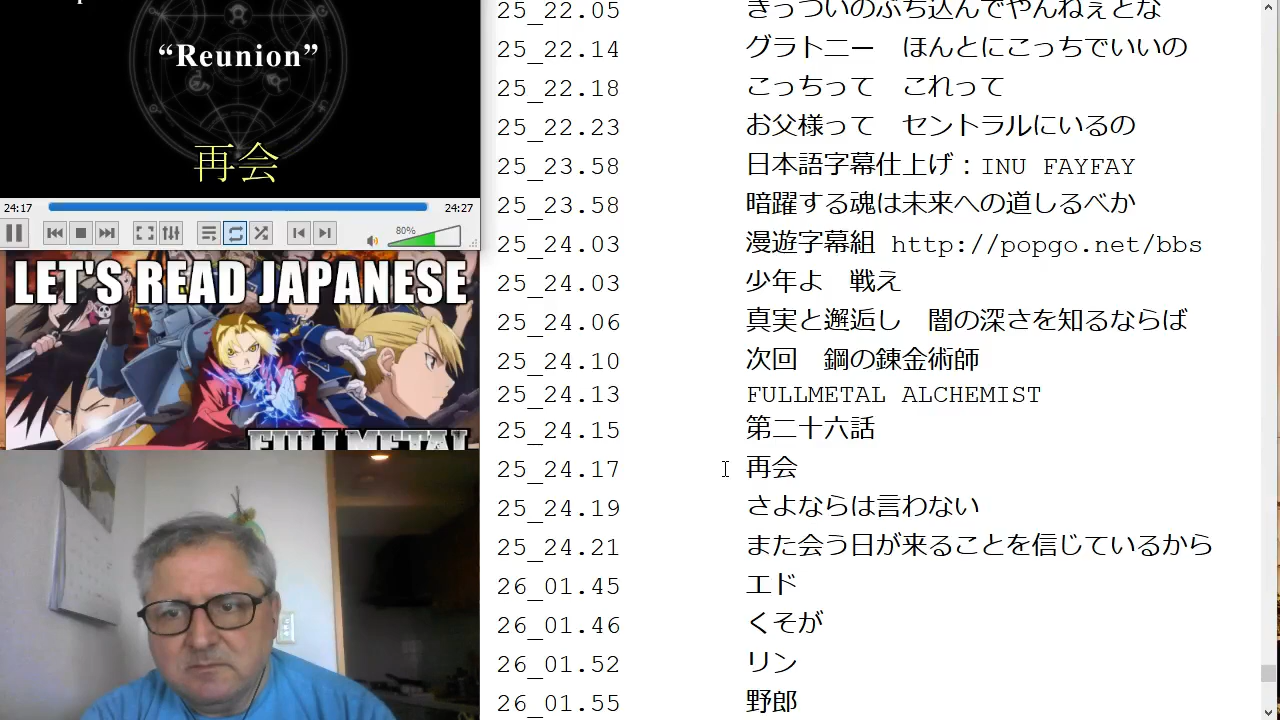 “Reunion”
再会
24:17
24:27
80%
LET'S READ JAPANESE
FULLMETAL
25_22.05 きっついのぶち込んでやんねぇとな
25_22.14 グラトニー　ほんとにこっちでいいの
25_22.18 こっちって　これって
25_22.23 お父様って　セントラルにいるの
25_23.58 日本語字幕仕上げ：INU FAYFAY
25_23.58 暗躍する魂は未来への道しるべか
25_24.03 漫遊字幕組 http://popgo.net/bbs
25_24.03 少年よ　戦え
25_24.06 真実と邂逅し　闇の深さを知るならば
25_24.10 次回　鋼の錬金術師
25_24.13 FULLMETAL ALCHEMIST
25_24.15 第二十六話
25_24.17 再会
25_24.19 さよならは言わない
25_24.21 また会う日が来ることを信じているから
26_01.45 エド
26_01.46 くそが
26_01.52 リン
26_01.55 野郎